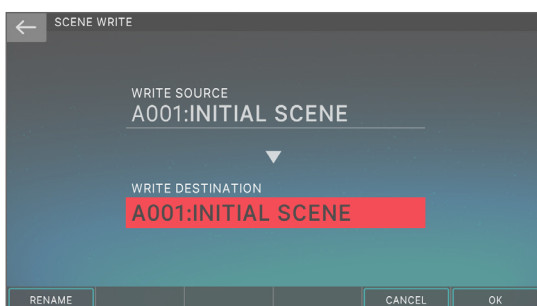 SCENE WRITE
WRITE SOURCE
A001:INITIAL SCENE
WRITE DESTINATION
A001:INITIAL SCENE
RENAME CANCEL OK